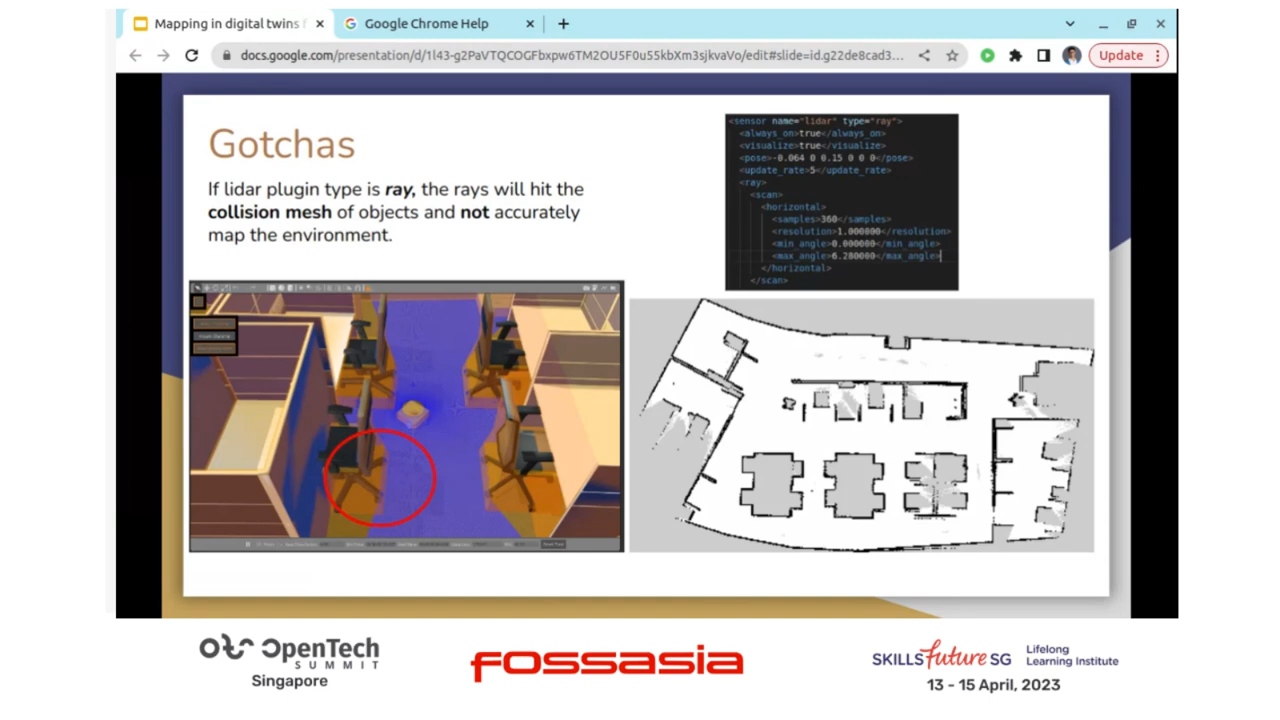 Mapping in digital twins f
Google Chrome Help
docs.google.com/presentation/d/1l43-g2PaVTQCOGFbxpw6TM2OU5F0u55kbXm3sjkvaVo/edit#slide=id.g22de8cad3...
Update
Gotchas
If lidar plugin type is ray, the rays will hit the
collision mesh of objects and not accurately
map the environment.
<sensor name="lidar" type="ray">
<always_on>true</always_on>
<visualize>true</visualize>
<pose>-0.064 0 0.15 0 0 0</pose>
<update_rate>5</update_rate>
<ray>
<scan>
<horizontal>
<samples>360</samples>
<resolution>1.000000</resolution>
<min_angle>0.000000</min_angle>
<max_angle>6.280000</max_angle>
</horizontal>
</scan>
OpenTech
SUMMIT
Singapore
FOSSASIA
SKILLSfuture SG
Lifelong
Learning Institute
13 - 15 April, 2023